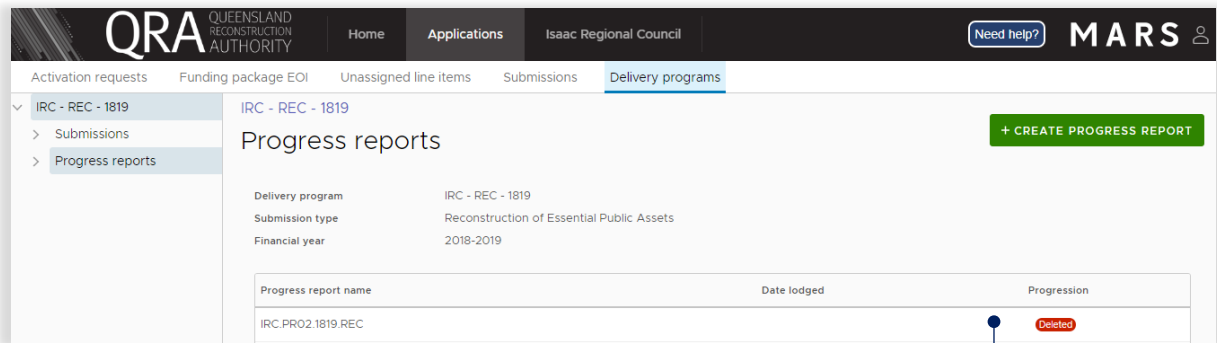 QRA QUEENSLAND RECONSTRUCTION AUTHORITY
Home Applications Isaac Regional Council Need help? MARS
Activation requests Funding package EOI Unassigned line items Submissions Delivery programs
IRC - REC - 1819
Submissions
Progress reports
IRC - REC - 1819
Progress reports
+ CREATE PROGRESS REPORT
Delivery program IRC - REC - 1819
Submission type Reconstruction of Essential Public Assets
Financial year 2018-2019
Progress report name Date lodged Progression
IRC.PR02.1819.REC Deleted